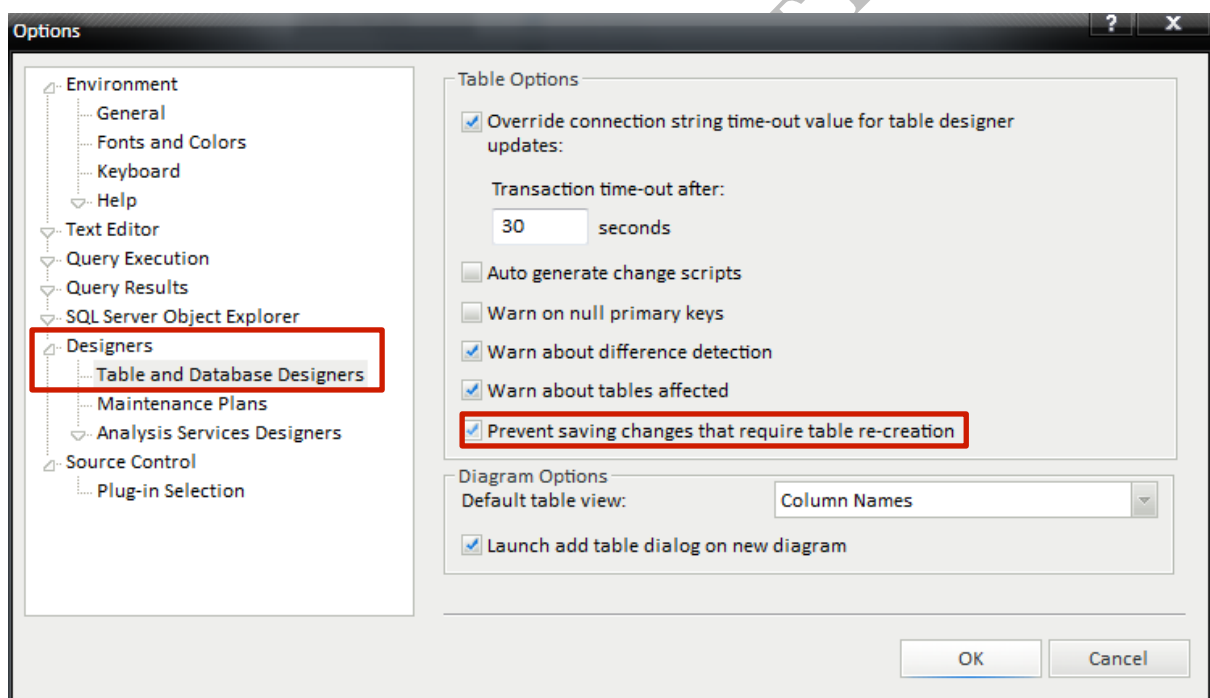 Options
? X
Environment
General
Fonts and Colors
Keyboard
Help
Text Editor
Query Execution
Query Results
SQL Server Object Explorer
Designers
Table and Database Designers
Maintenance Plans
Analysis Services Designers
Source Control
Plug-in Selection
Table Options
Override connection string time-out value for table designer
updates:
Transaction time-out after:
30 seconds
Auto generate change scripts
Warn on null primary keys
Warn about difference detection
Warn about tables affected
Prevent saving changes that require table re-creation
Diagram Options
Default table view: Column Names
Launch add table dialog on new diagram
OK Cancel